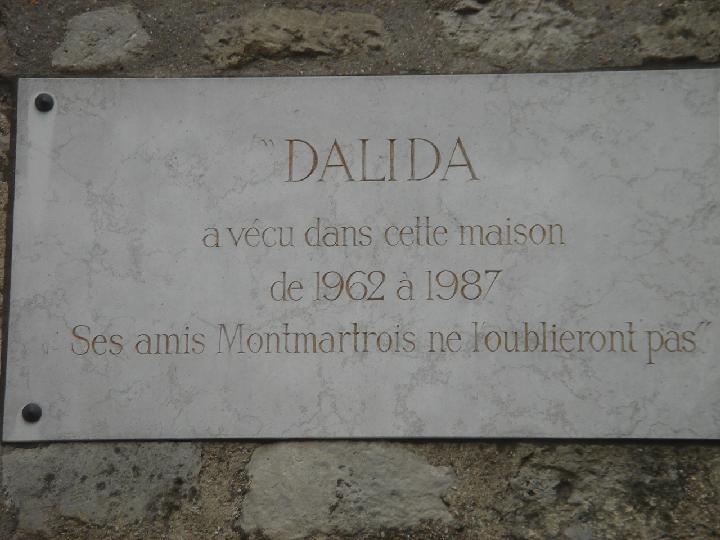 " DALIDA
a vécu dans cette maison
de 1962 à 1987
Ses amis Montmartrois ne l'oublieront pas"